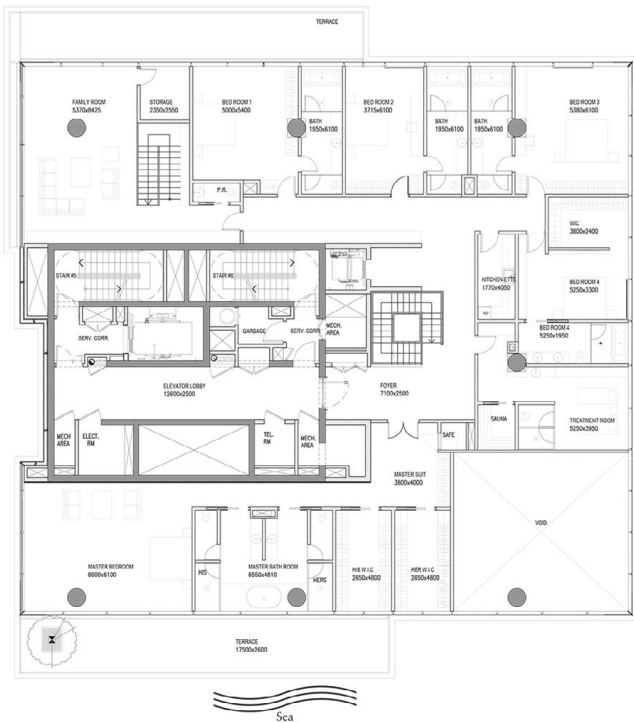 TERRACE
FAMILY ROOM
5370x8425
STORAGE
2350x2550
BED ROOM 1
5000x5400
BATH
1950x6100
BED ROOM 2
3715x6100
BATH
1950x6100
BATH
1950x6100
BED ROOM 3
5380x6100
P.R.
WIC
3800x2400
STAIR #5
STAIR #6
KITCHEN-ETTE
1770x4050
BED ROOM 4
5250x3300
SERV. CORR.
GARBAGE
SERV. CORR
MECH.
AREA
BED ROOM 4
5250x1950
ELEVATOR LOBBY
12600x2500
FOYER
7100x2500
SAUNA
TREATMENT ROOM
5250x3950
MECH
AREA
ELECT.
RM
TEL.
RM
MECH.
AREA
SAFE
MASTER SUIT
3800x4000
VOID
MASTER BEDROOM
8000x6100
HIS
MASTER BATH ROOM
6550x4810
HERS
HIS W.I.C
2650x4800
HER W.I.C
2650x4800
TERRACE
17500x2600
Sea